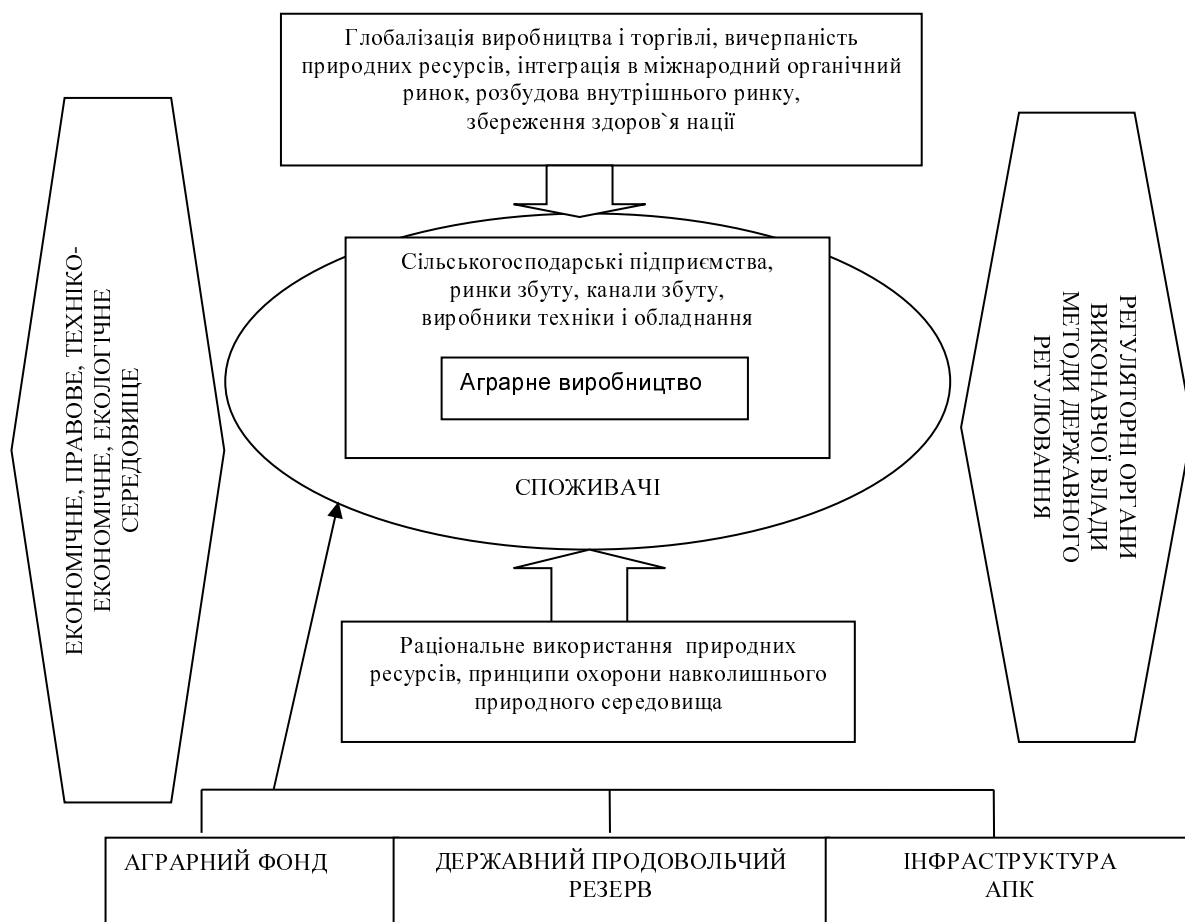 Глобалізація виробництва і торгівлі, вичерпаність
природних ресурсів, інтеграція в міжнародний органічний
ринок, розбудова внутрішнього ринку,
збереження здоров`я нації
ЕКОНОМІЧНЕ, ПРАВОВЕ, ТЕХНІКО-
ЕКОНОМІЧНЕ, ЕКОЛОГІЧНЕ
СЕРЕДОВИЩЕ
Сільськогосподарські підприємства,
ринки збуту, канали збуту,
виробники техніки і обладнання
Аграрне виробництво
СПОЖИВАЧІ
РЕГУЛЯТОРНІ ОРГАНИ
ВИКОНАВЧОЇ ВЛАДИ
МЕТОДИ ДЕРЖАВНОГО
РЕГУЛЮВАННЯ
Раціональне використання природних
ресурсів, принципи охорони навколишнього
природного середовища
АГРАРНИЙ ФОНД
ДЕРЖАВНИЙ ПРОДОВОЛЬЧИЙ
РЕЗЕРВ
ІНФРАСТРУКТУРА
АПК